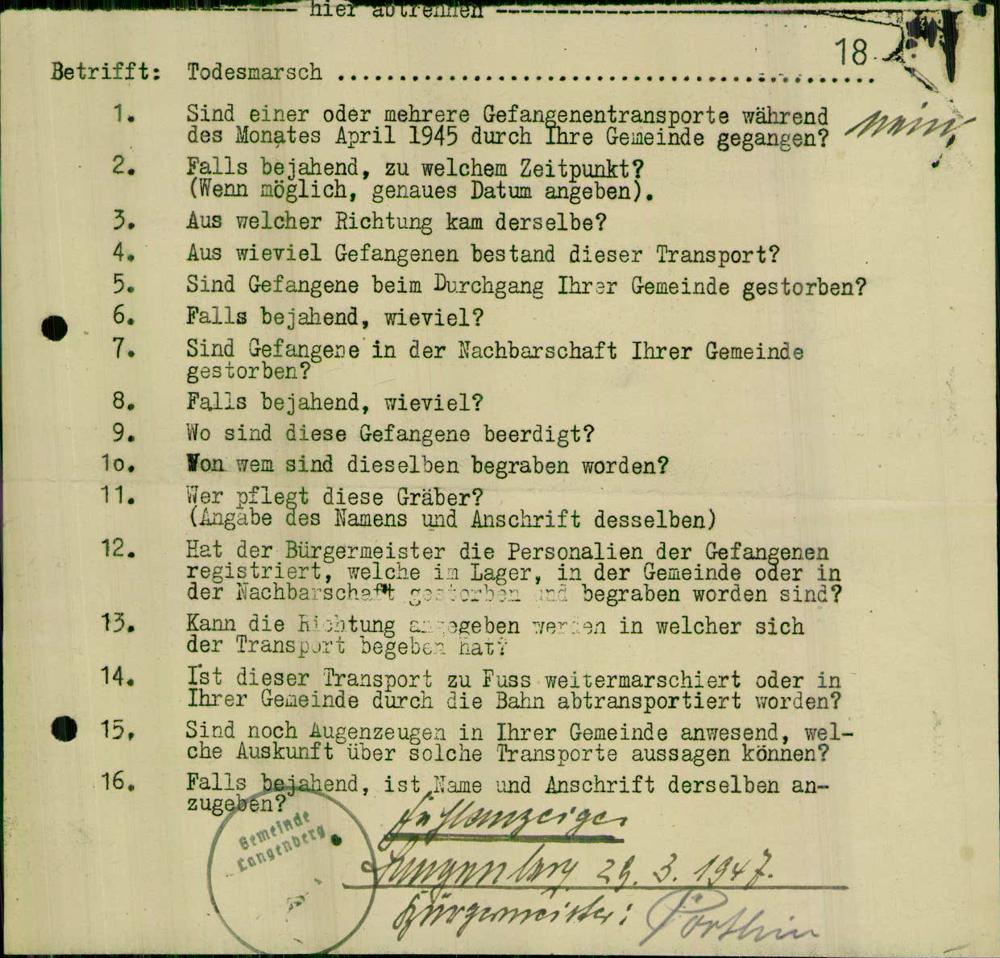 ------- hier abtrennen -------
18
Betrifft: Todesmarsch ............................................
1. Sind einer oder mehrere Gefangenentransporte während nein
des Monates April 1945 durch Ihre Gemeinde gegangen?
2. Falls bejahend, zu welchem Zeitpunkt?
(Wenn möglich, genaues Datum angeben).
3. Aus welcher Richtung kam derselbe?
4. Aus wieviel Gefangenen bestand dieser Transport?
5. Sind Gefangene beim Durchgang Ihrer Gemeinde gestorben?
6. Falls bejahend, wieviel?
7. Sind Gefangene in der Nachbarschaft Ihrer Gemeinde
gestorben?
8. Falls bejahend, wieviel?
9. Wo sind diese Gefangene beerdigt?
1o. Von wem sind dieselben begraben worden?
11. Wer pflegt diese Gräber?
(Angabe des Namens und Anschrift desselben)
12. Hat der Bürgermeister die Personalien der Gefangenen
registriert, welche im Lager, in der Gemeinde oder in
der Nachbarschaft gestorben und begraben worden sind?
13. Kann die Richtung angegeben werden in welcher sich
der Transport begeben hat?
14. Ist dieser Transport zu Fuss weitermarschiert oder in
Ihrer Gemeinde durch die Bahn abtransportiert worden?
15, Sind noch Augenzeugen in Ihrer Gemeinde anwesend, wel-
che Auskunft über solche Transporte aussagen können?
16. Falls bejahend, ist Name und Anschrift derselben an-
zugeben?
Gemeinde
Langenberg
Fehlanzeige
Langenberg 29. 3. 1947.
Bürgermeister: